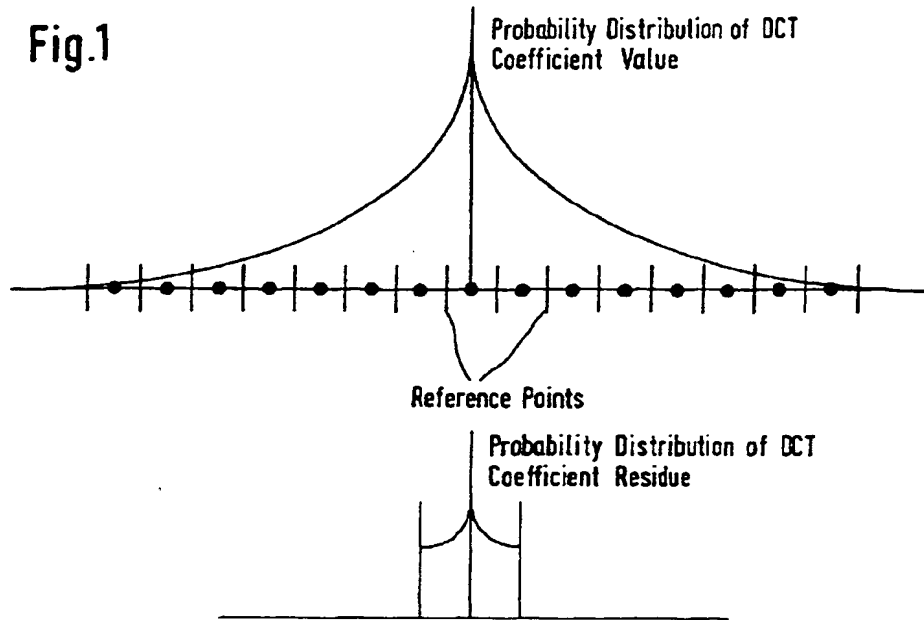 Fig.1
Probability Distribution of DCT
Coefficient Value
Reference Points
Probability Distribution of DCT
Coefficient Residue